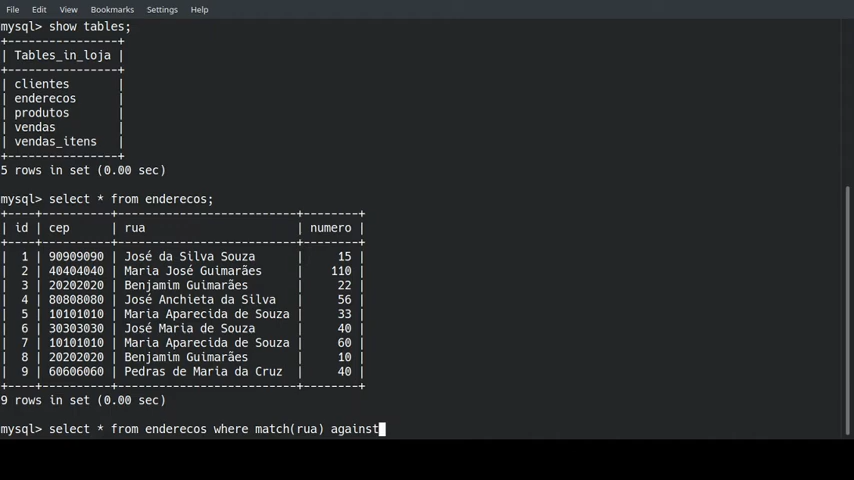 File Edit View Bookmarks Settings Help
mysql> show tables;
+----------------+
| Tables_in_loja |
+----------------+
| clientes       |
| enderecos      |
| produtos       |
| vendas         |
| vendas_itens   |
+----------------+
5 rows in set (0.00 sec)
mysql> select * from enderecos;
+----+----------+--------------------------+--------+
| id | cep      | rua                      | numero |
+----+----------+--------------------------+--------+
|  1 | 90909090 | José da Silva Souza      |     15 |
|  2 | 40404040 | Maria José Guimarães     |    110 |
|  3 | 20202020 | Benjamim Guimarães       |     22 |
|  4 | 80808080 | José Anchieta da Silva   |     56 |
|  5 | 10101010 | Maria Aparecida de Souza |     33 |
|  6 | 30303030 | José Maria de Souza      |     40 |
|  7 | 10101010 | Maria Aparecida de Souza |     60 |
|  8 | 20202020 | Benjamim Guimarães       |     10 |
|  9 | 60606060 | Pedras de Maria da Cruz  |     40 |
+----+----------+--------------------------+--------+
9 rows in set (0.00 sec)
mysql> select * from enderecos where match(rua) against